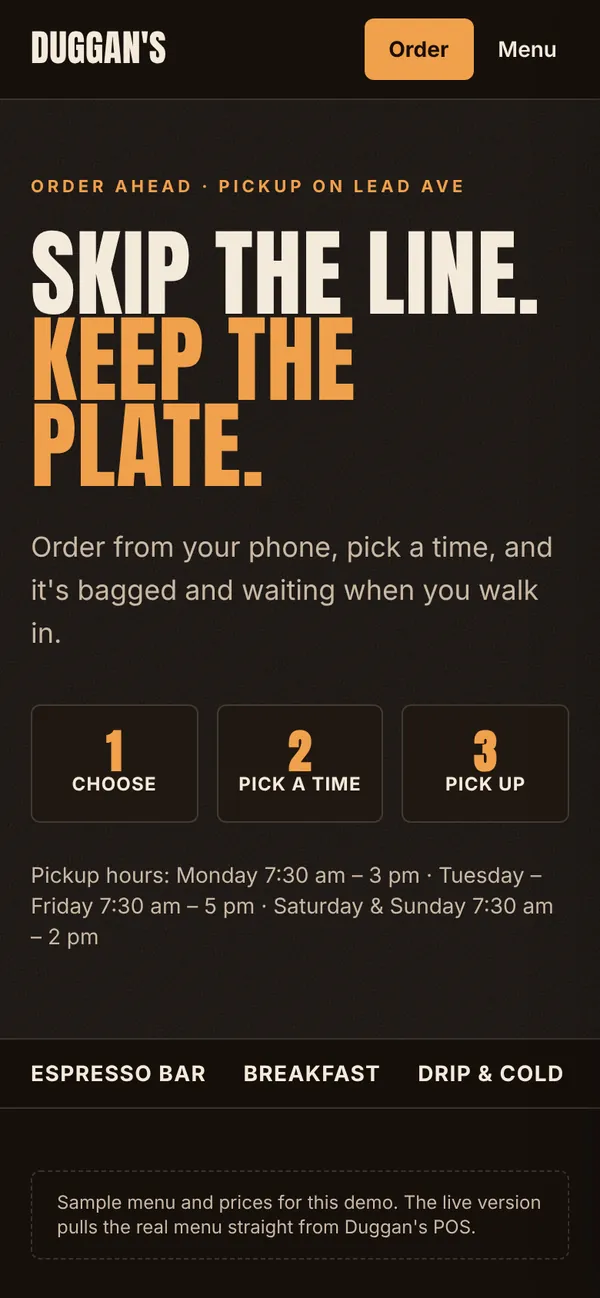 DUGGAN'S
Order
Menu
ORDER AHEAD · PICKUP ON LEAD AVE
SKIP THE LINE.
KEEP THE
PLATE.
Order from your phone, pick a time, and
it's bagged and waiting when you walk
in.
1
CHOOSE
2
PICK A TIME
3
PICK UP
Pickup hours: Monday 7:30 am – 3 pm · Tuesday –
Friday 7:30 am – 5 pm · Saturday & Sunday 7:30 am
– 2 pm
ESPRESSO BAR
BREAKFAST
DRIP & COLD
Sample menu and prices for this demo. The live version
pulls the real menu straight from Duggan's POS.